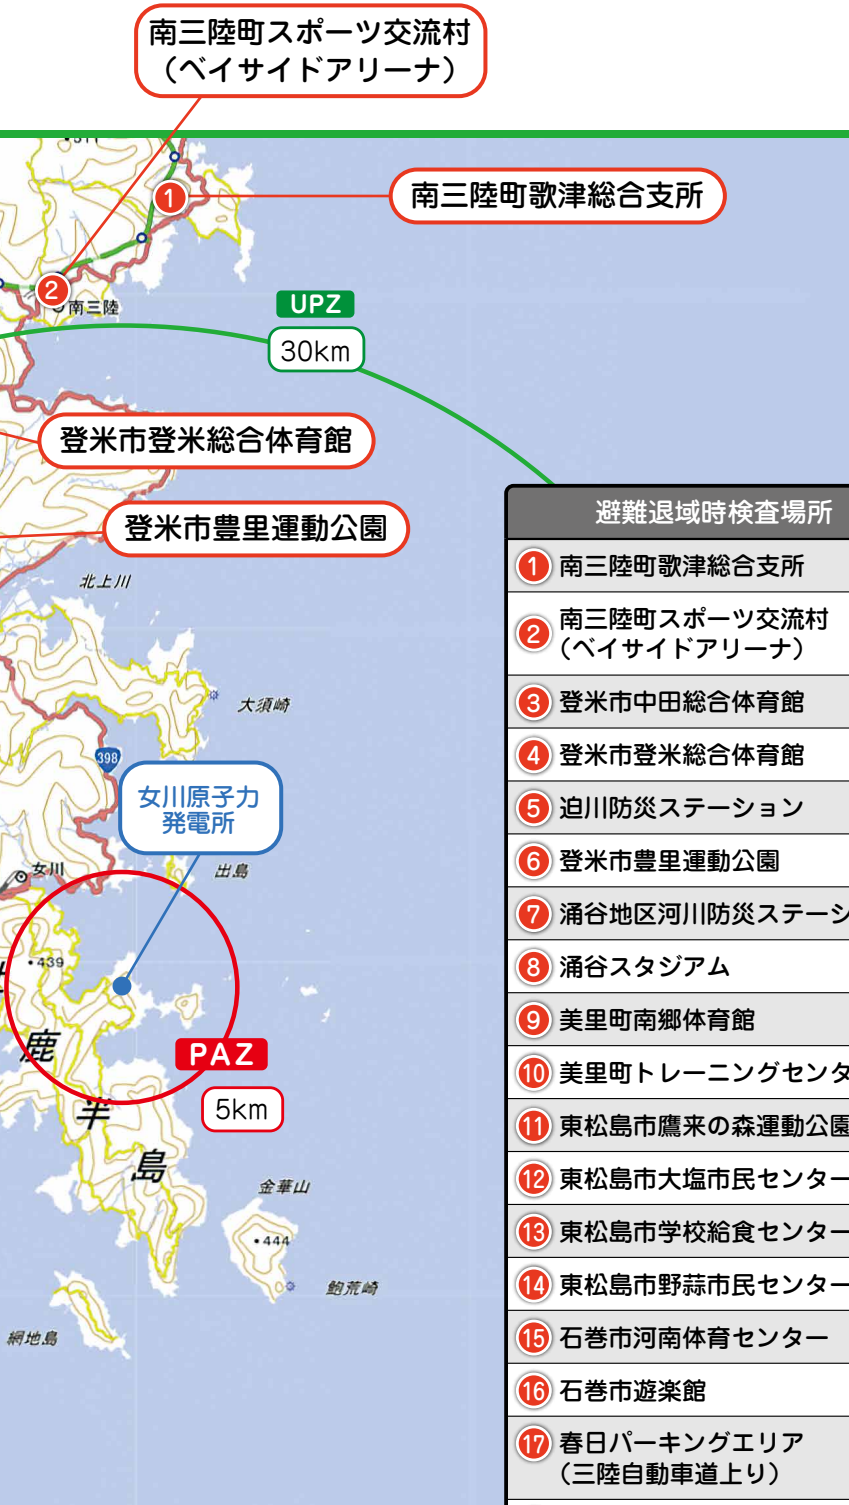 南三陸町スポーツ交流村
（ベイサイドアリーナ）
1
南三陸町歌津総合支所
2
南三陸
UPZ
30km
登米市登米総合体育館
登米市豊里運動公園
北上川
大須崎
398
女川原子力
発電所
女川
出島
・439
鹿
半
島
PAZ
5km
金華山
・444
鮑荒崎
網地島
避難退域時検査場所
1 南三陸町歌津総合支所
2 南三陸町スポーツ交流村
（ベイサイドアリーナ）
3 登米市中田総合体育館
4 登米市登米総合体育館
5 迫川防災ステーション
6 登米市豊里運動公園
7 涌谷地区河川防災ステーシ
8 涌谷スタジアム
9 美里町南郷体育館
10 美里町トレーニングセンタ
11 東松島市鷹来の森運動公園
12 東松島市大塩市民センター
13 東松島市学校給食センター
14 東松島市野蒜市民センター
15 石巻市河南体育センター
16 石巻市遊楽館
17 春日パーキングエリア
（三陸自動車道上り）